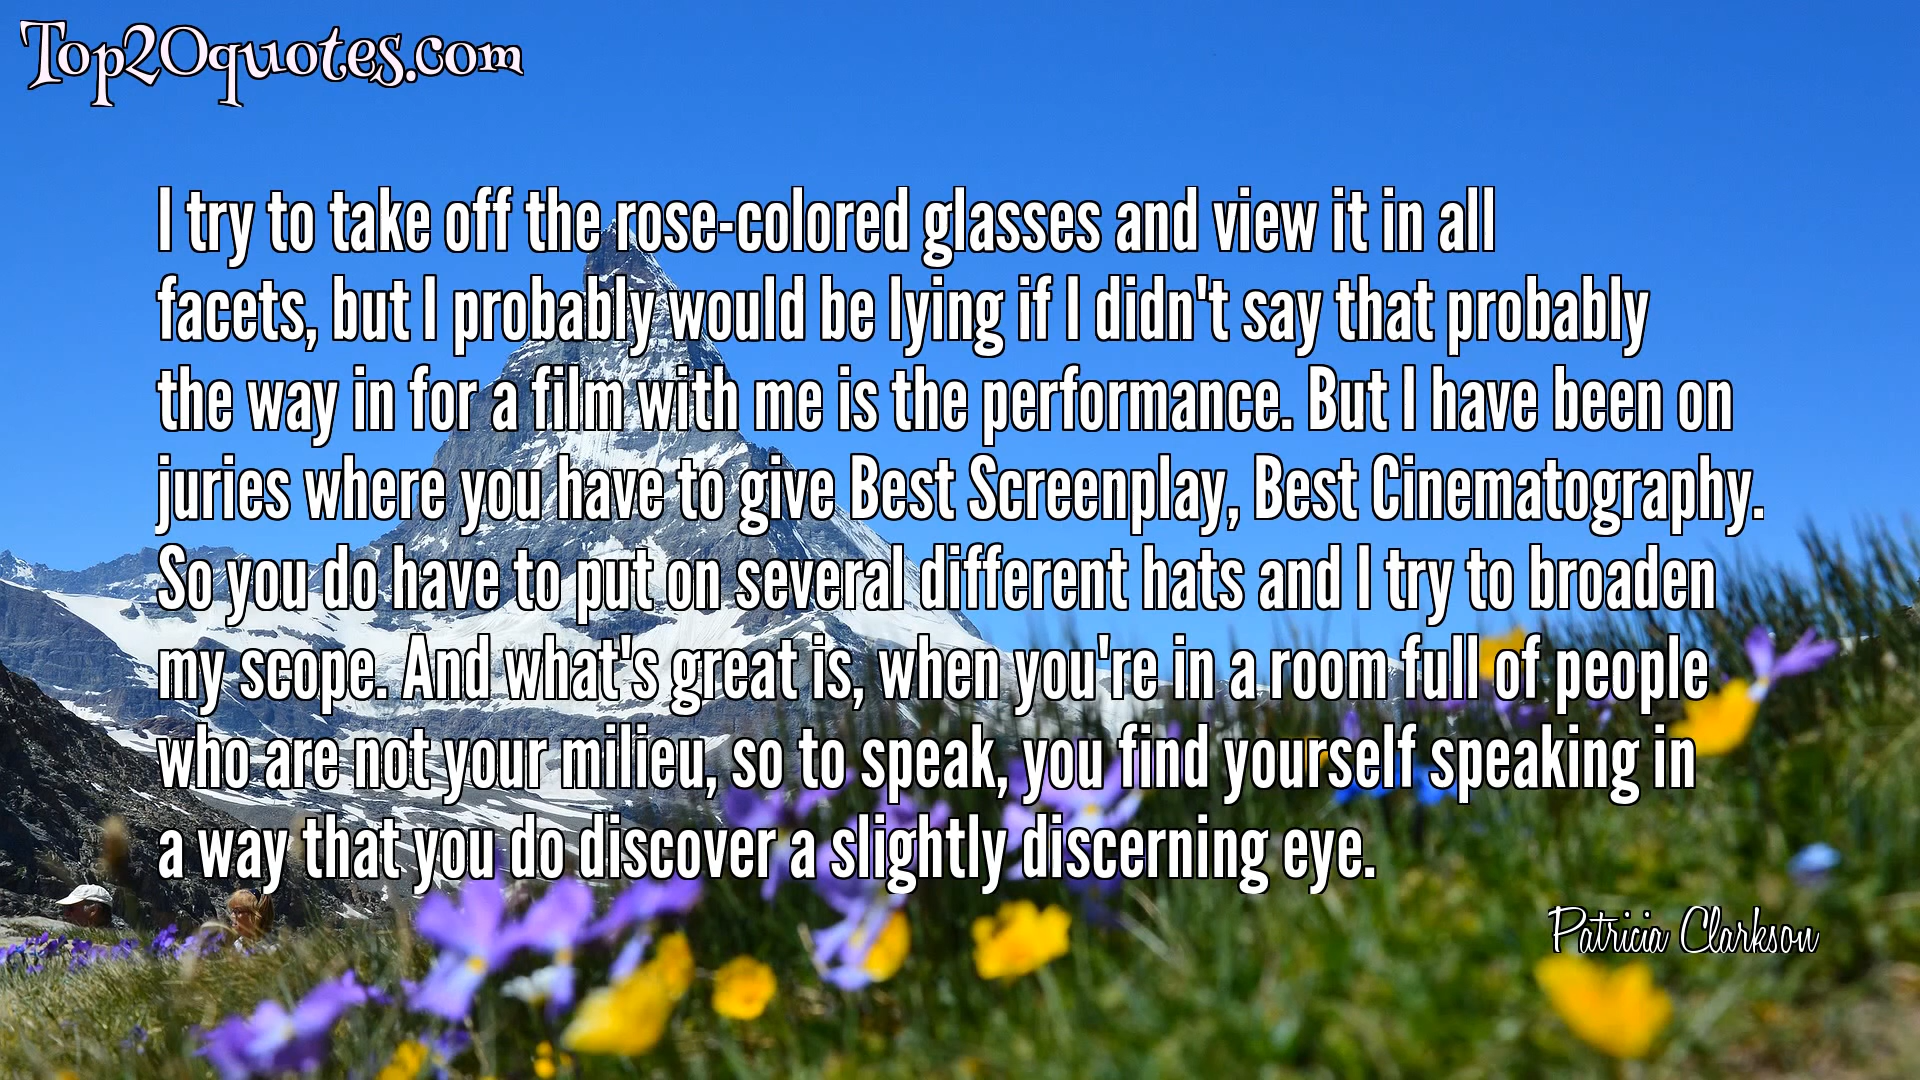 Top20quotes.com
I try to take off the rose-colored glasses and view it in all
facets, but I probably would be lying if I didn't say that probably
the way in for a film with me is the performance. But I have been on
juries where you have to give Best Screenplay, Best Cinematography.
So you do have to put on several different hats and I try to broaden
my scope. And what's great is, when you're in a room full of people
who are not your milieu, so to speak, you find yourself speaking in
a way that you do discover a slightly discerning eye.
Patricia Clarkson